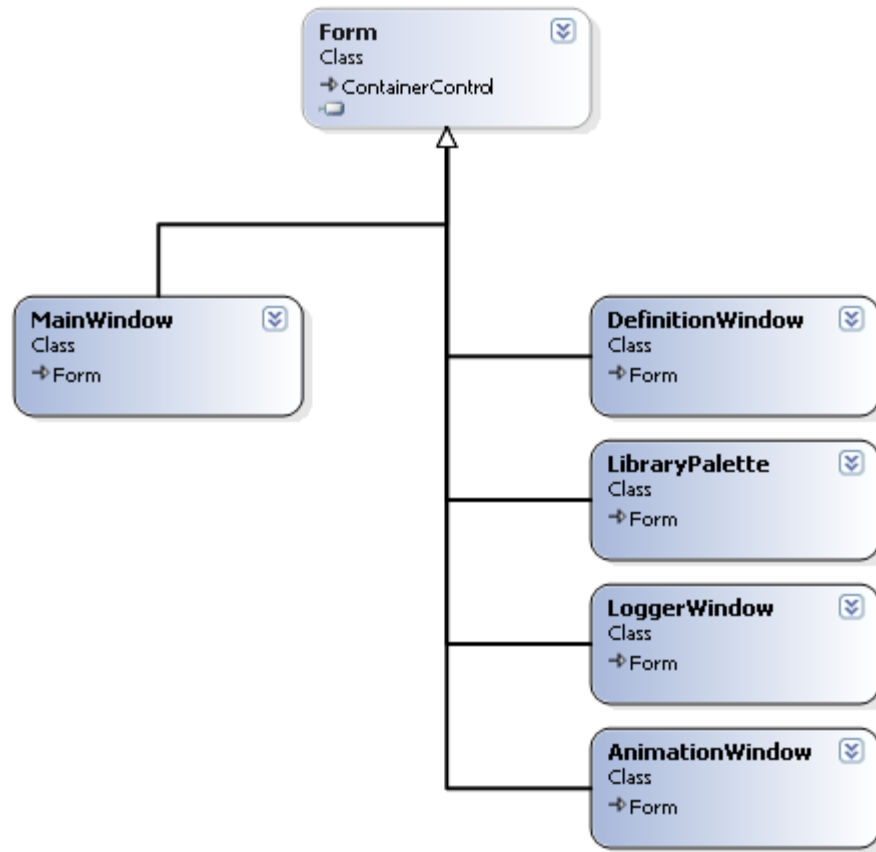 Form
Class
ContainerControl
MainWindow
Class
Form
DefinitionWindow
Class
Form
LibraryPalette
Class
Form
LoggerWindow
Class
Form
AnimationWindow
Class
Form